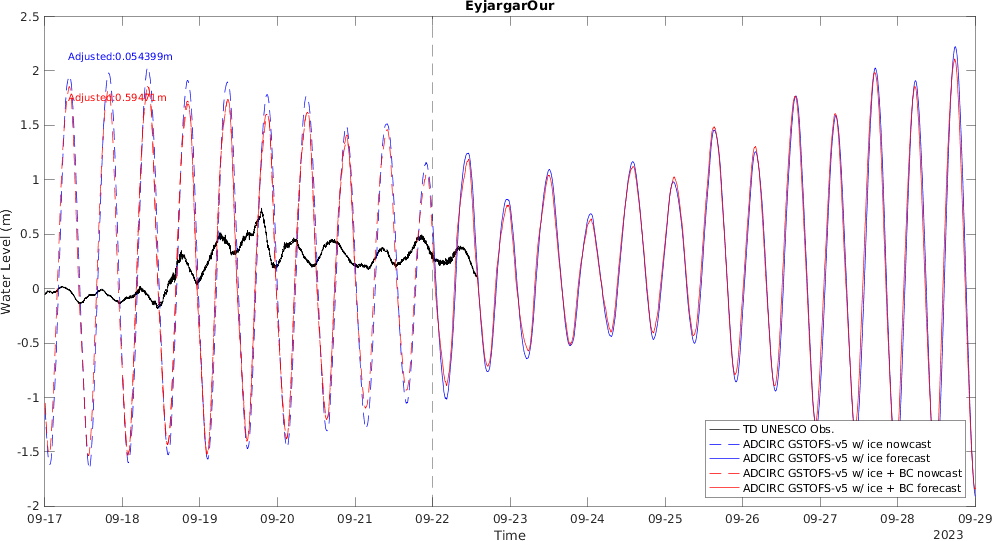 EyjargarOur
Adjusted:0.054399m
Adjusted:0.59471m
2.5
2
1.5
1
0.5
0
-0.5
-1
-1.5
-2
Water Level (m)
TD UNESCO Obs.
ADCIRC GSTOFS-v5 w/ ice nowcast
ADCIRC GSTOFS-v5 w/ ice forecast
ADCIRC GSTOFS-v5 w/ ice + BC nowcast
ADCIRC GSTOFS-v5 w/ ice + BC forecast
09-17 09-18 09-19 09-20 09-21 09-22 09-23 09-24 09-25 09-26 09-27 09-28 09-29
Time
2023